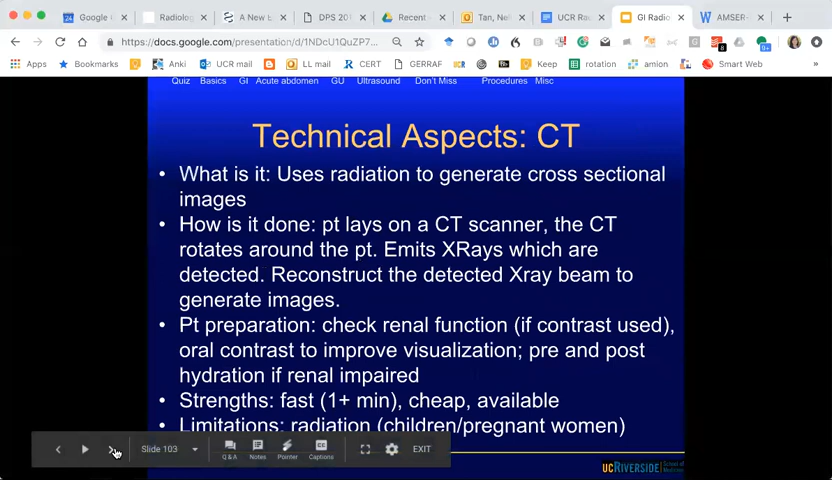 Google
Radiolog
A New E
DPS 201
Recent
Tan, Ne
UCR Rau
GI Radio
AMSER-
https://docs.google.com/presentation/d/1NDcU1QuZP7...
Apps Bookmarks Anki UCR mail LL mail CERT GERRAF Keep rotation amion Smart Web
Quiz Basics GI Acute abdomen GU Ultrasound Don't Miss Procedures Misc
Technical Aspects: CT
• What is it: Uses radiation to generate cross sectional
images
• How is it done: pt lays on a CT scanner, the CT
rotates around the pt. Emits XRays which are
detected. Reconstruct the detected Xray beam to
generate images.
• Pt preparation: check renal function (if contrast used),
oral contrast to improve visualization; pre and post
hydration if renal impaired
• Strengths: fast (1+ min), cheap, available
• Limitations: radiation (children/pregnant women)
Slide 103
Q & A Notes Pointer Captions EXIT
UCRIVERSIDE School of Medicine